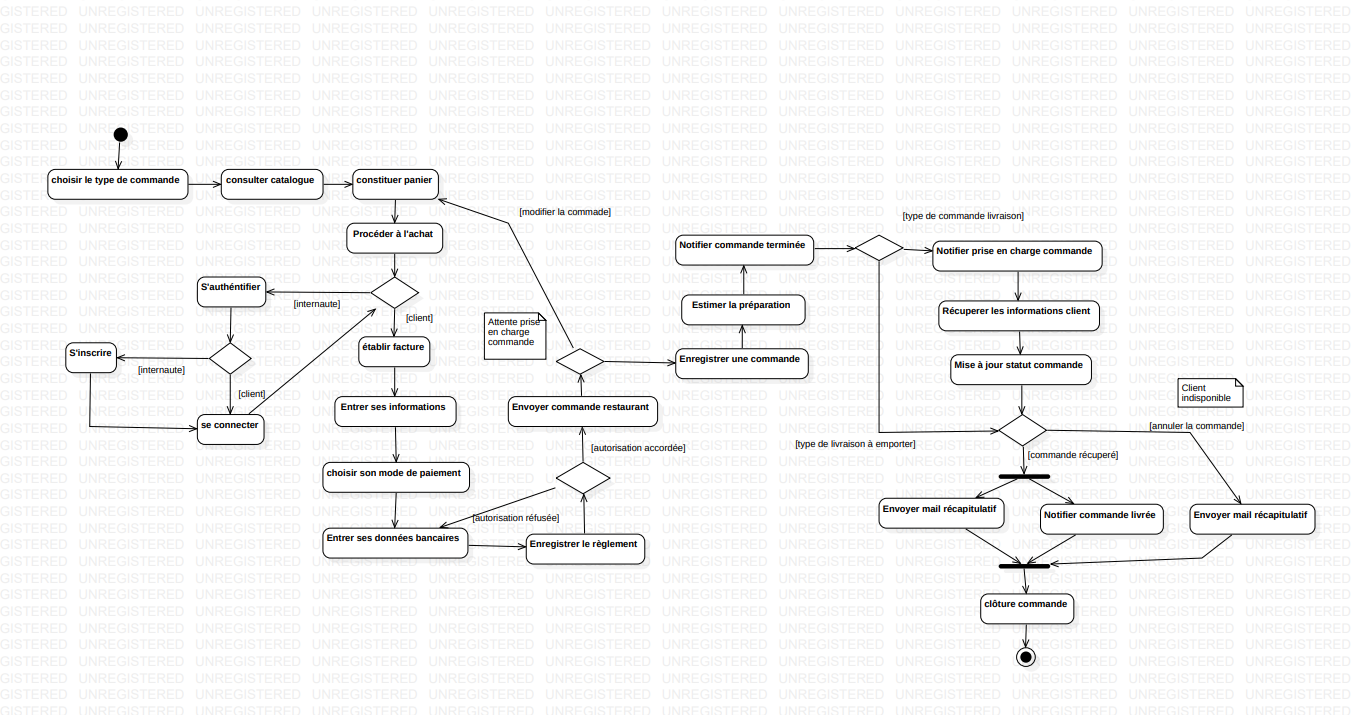 choisir le type de commande
consulter catalogue
constituer panier
Procéder à l'achat
S'authéntifier
[internaute]
[client]
S'inscrire
[internaute]
[client]
se connecter
établir facture
Entrer ses informations
choisir son mode de paiement
Entrer ses données bancaires
[autorisation réfusée]
Enregistrer le règlement
[autorisation accordée]
Envoyer commande restaurant
Attente prise
en charge
commande
[modifier la commade]
Enregistrer une commande
Estimer la préparation
Notifier commande terminée
[type de commande livraison]
Notifier prise en charge commande
Récuperer les informations client
Mise à jour statut commande
[type de livraison à emporter]
Client
indisponible
[annuler la commande]
[commande récuperé]
Envoyer mail récapitulatif
Notifier commande livrée
Envoyer mail récapitulatif
clôture commande